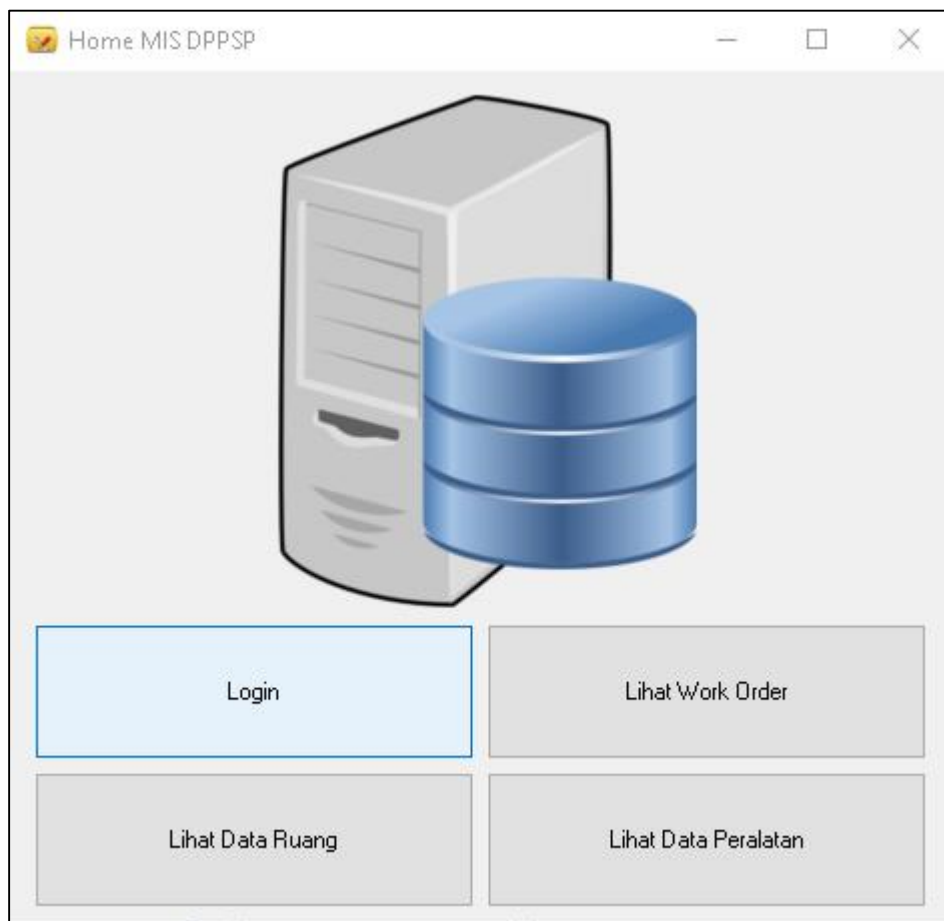 Home MIS DPPSP
Login
Lihat Work Order
Lihat Data Ruang
Lihat Data Peralatan